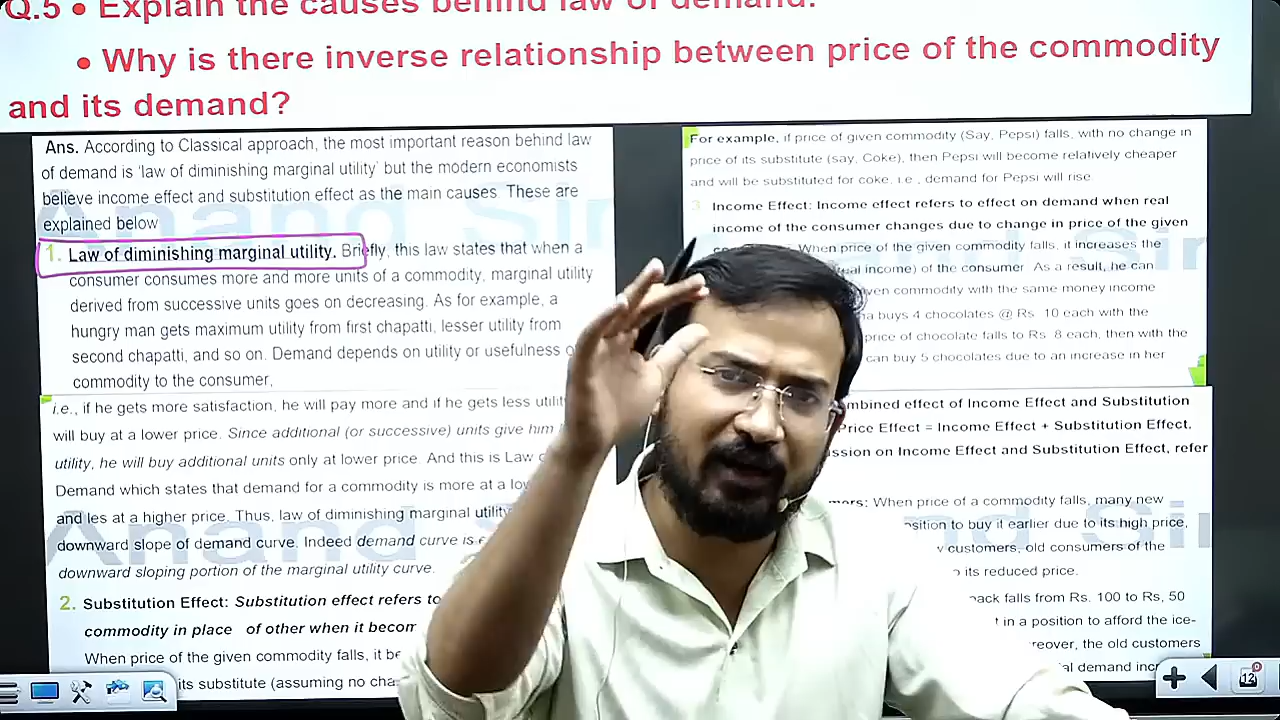 Q.5 • Explain the causes behind law of demand.
• Why is there inverse relationship between price of the commodity
and its demand?
Ans. According to Classical approach, the most important reason behind law
of demand is 'law of diminishing marginal utility' but the modern economists
believe income effect and substitution effect as the main causes. These are
explained below
1. Law of diminishing marginal utility. Briefly, this law states that when a
consumer consumes more and more units of a commodity, marginal utility
derived from successive units goes on decreasing. As for example, a
hungry man gets maximum utility from first chapatti, lesser utility from
second chapatti, and so on. Demand depends on utility or usefulness
commodity to the consumer,
i.e., if he gets more satisfaction, he will pay more and if he gets less
will buy at a lower price. Since additional (or successive) units give him
utility, he will buy additional units only at lower price. And this is Law
Demand which states that demand for a commodity is more at a
and les at a higher price. Thus, law of diminishing marginal utility
downward slope of demand curve. Indeed demand curve is
downward sloping portion of the marginal utility curve.
2. Substitution Effect: Substitution effect refers to
commodity in place of other when it
When price of the given commodity falls, it
its substitute (assuming no
For example, if price of given commodity (Say, Pepsi) falls, with no change in
price of its substitute (say, Coke), then Pepsi will become relatively cheaper
and will be substituted for coke, i.e., demand for Pepsi will rise
3. Income Effect: Income effect refers to effect on demand when real
income of the consumer changes due to change in price of the given
When price of the given commodity falls, it increases the
income) of the consumer. As a result, he can
commodity with the same money income
buys 4 chocolates @ Rs. 10 each with the
price of chocolate falls to Rs 8 each, then with the
can buy 5 chocolates due to an increase in her
effect of Income Effect and Substitution
Price Effect = Income Effect + Substitution Effect.
on Income Effect and Substitution Effect, refer
When price of a commodity falls, many new
to buy it earlier due to its high price,
customers, old consumers of the
its reduced price.
falls from Rs. 100 to Rs, 50
in a position to afford the ice-
the old customers
demand
Anand Sin
Anand S
Sin
12